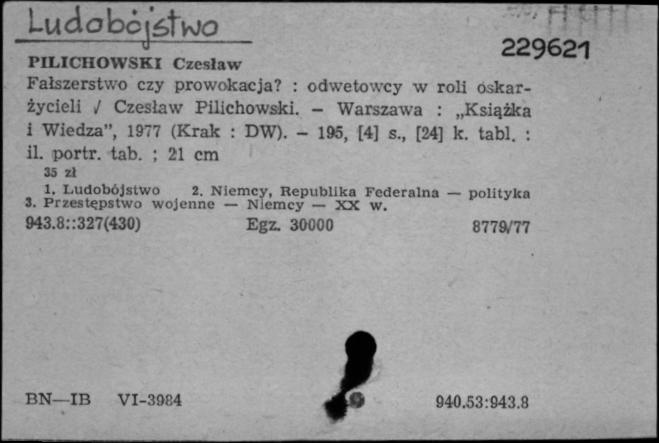 Ludobójstwo
229621
PILICHOWSKI Czesław
Fałszerstwo czy prowokacja? : odwetowcy w roli oskar-
życieli / Czesław Pilichowski. — Warszawa : „Książka
i Wiedza”, 1977 (Krak : DW). — 195, [4] s., [24] k. tabl. :
il. portr. tab. ; 21 cm
35 zł
1. Ludobójstwo 2. Niemcy, Republika Federalna — polityka
3. Przestępstwo wojenne — Niemcy — XX w.
943.8::327(430) Egz. 30000 8779/77
BN—IB VI-3984 940.53:943.8